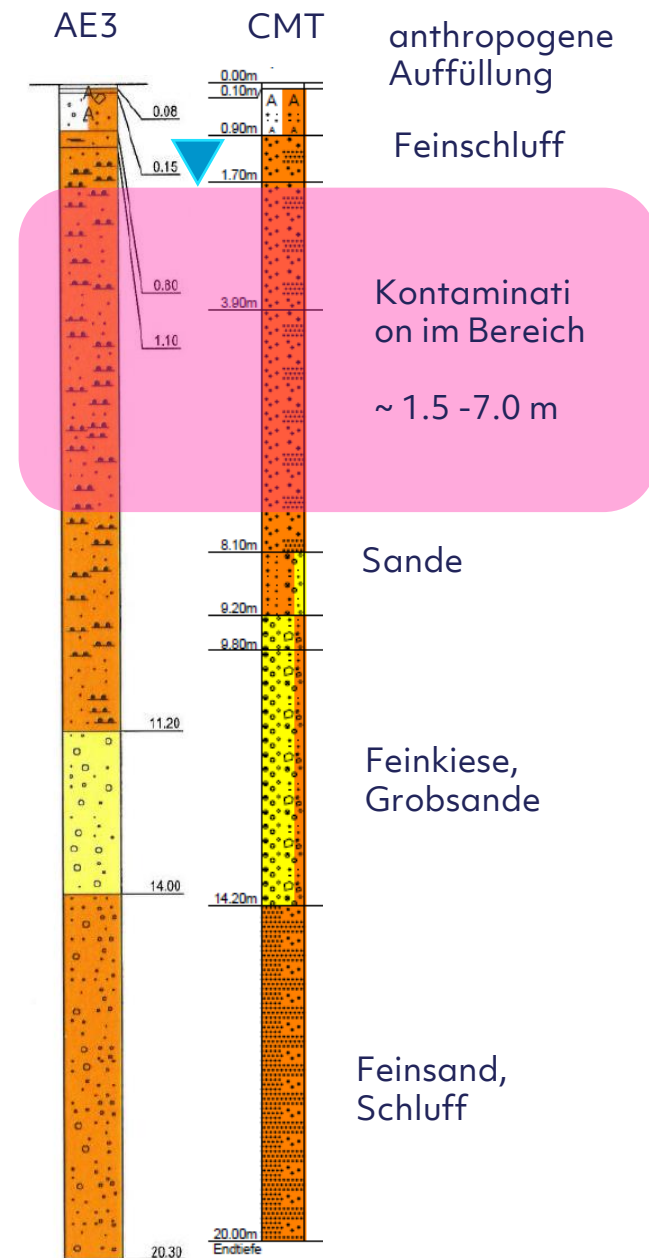 AE3
CMT
anthropogene
Auffüllung
0.00m
0.10m
A A
A
A
0.08
A A
0.90m
Feinschluff
0.15
1.70m
0.80
3.90m
Kontaminati
on im Bereich
1.10
~ 1.5 -7.0 m
8.10m
Sande
9.20m
9.80m
11.20
Feinkiese,
Grobsande
14.00
14.20m
Feinsand,
Schluff
20.00m
Endtiefe
20.30